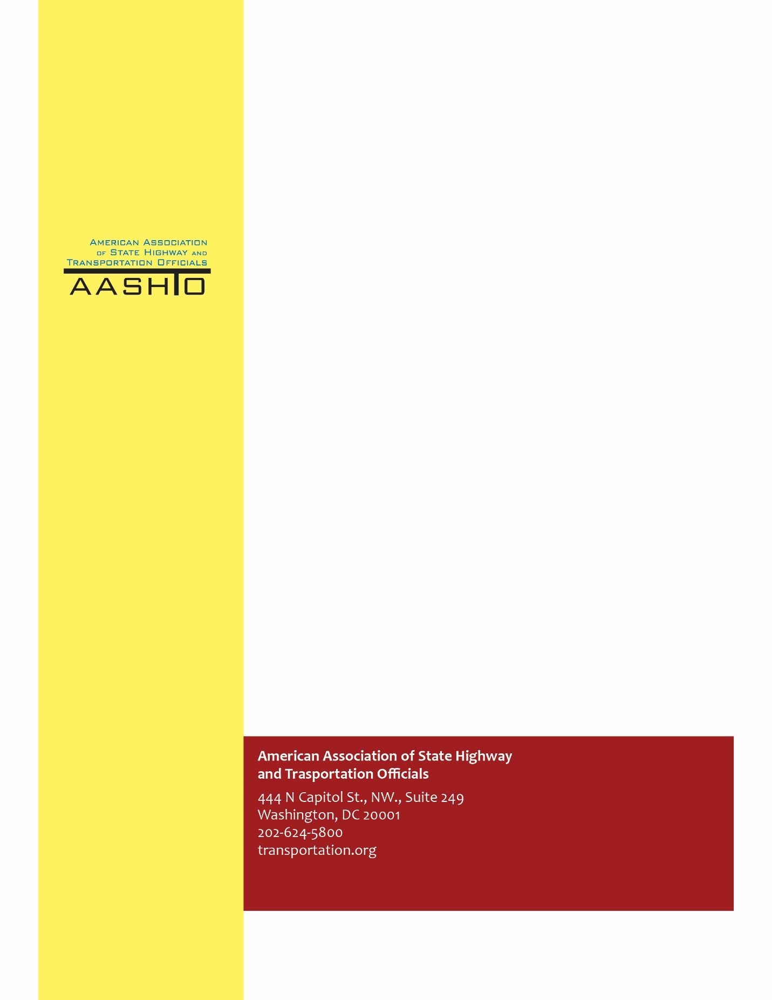 AMERICAN ASSOCIATION
OF STATE HIGHWAY AND
TRANSPORTATION OFFICIALS
AASHTO
American Association of State Highway
and Trasportation Officials
444 N Capitol St., NW., Suite 249
Washington, DC 20001
202-624-5800
transportation.org